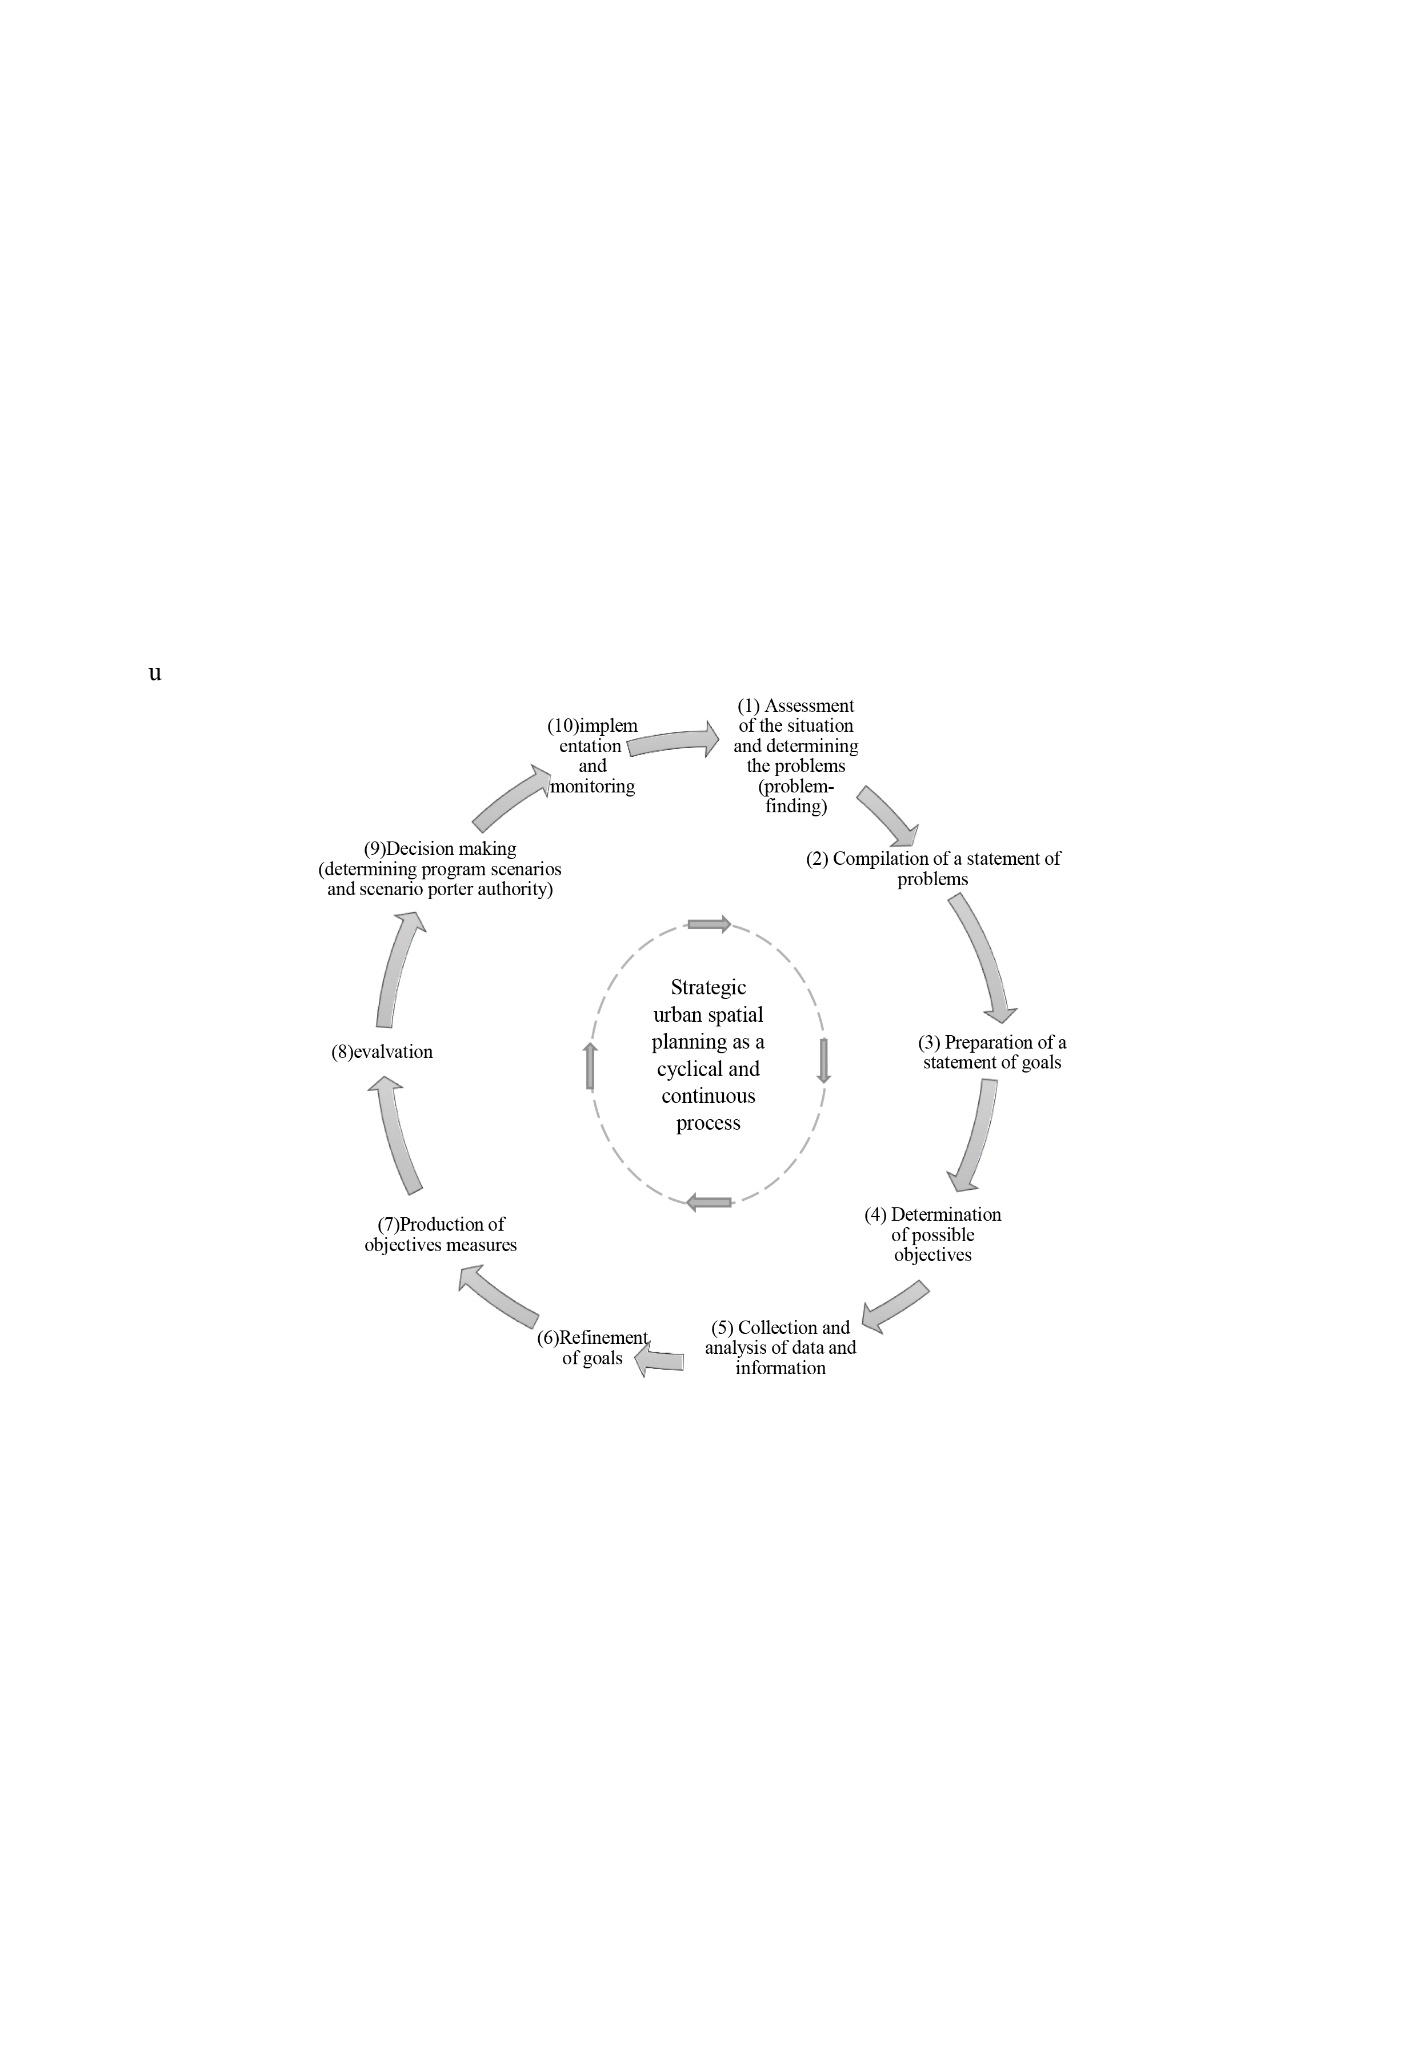 u
(1) Assessment
of the situation
and determining
the problems
(problem-
finding)
(2) Compilation of a statement of
problems
(3) Preparation of a
statement of goals
(4) Determination
of possible
objectives
(5) Collection and
analysis of data and
information
(6)Refinement
of goals
(7)Production of
objectives measures
(8)evalvation
(9)Decision making
(determining program scenarios
and scenario porter authority)
(10)implem
entation
and
monitoring
Strategic
urban spatial
planning as a
cyclical and
continuous
process